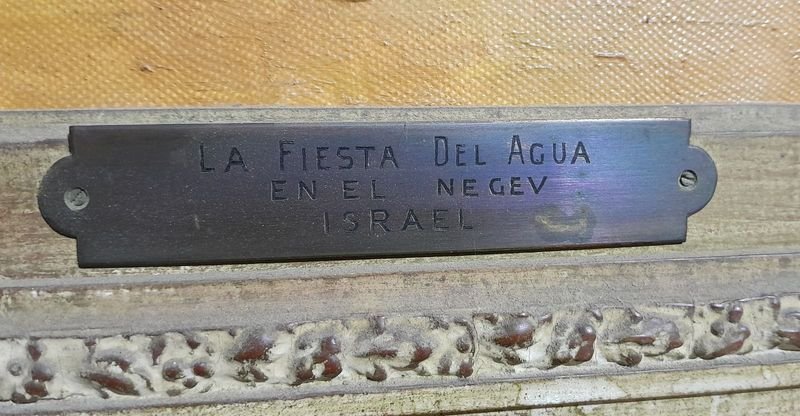 LA FIESTA DEL AGUA
EN EL NEGEV
ISRAEL